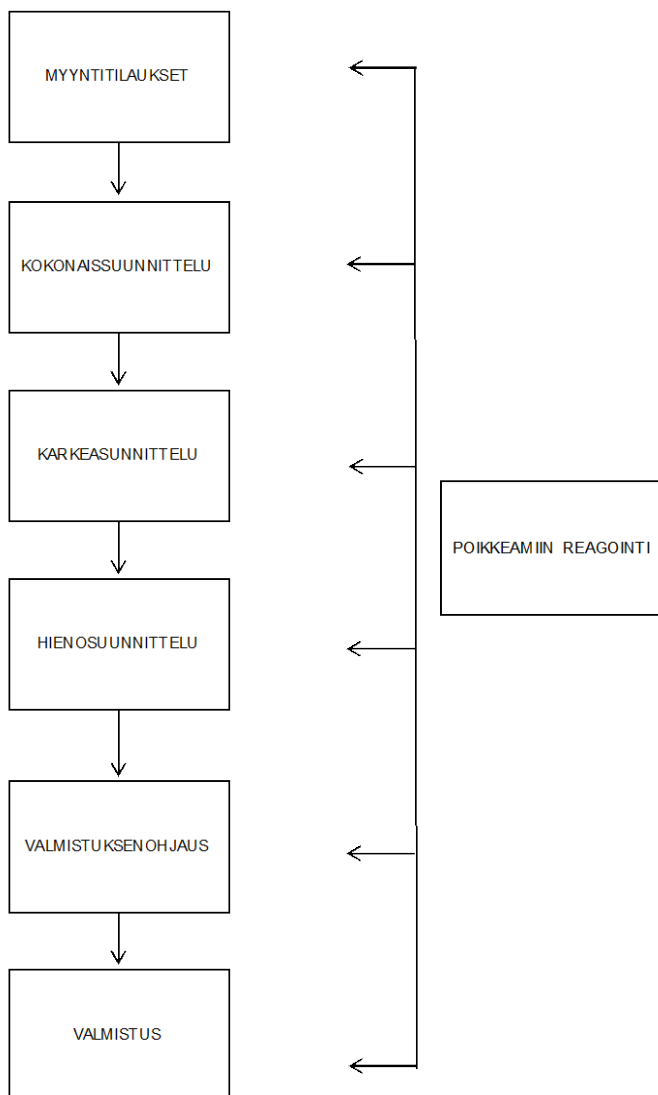 MYYNTITILAUKSET
KOKONAISSUUNNITTELU
KARKEASUNNITTELU
POIKKEAMIIN REAGOINTI
HIENOSUUNNITTELU
VALMISTUKSENOHJAUS
VALMISTUS